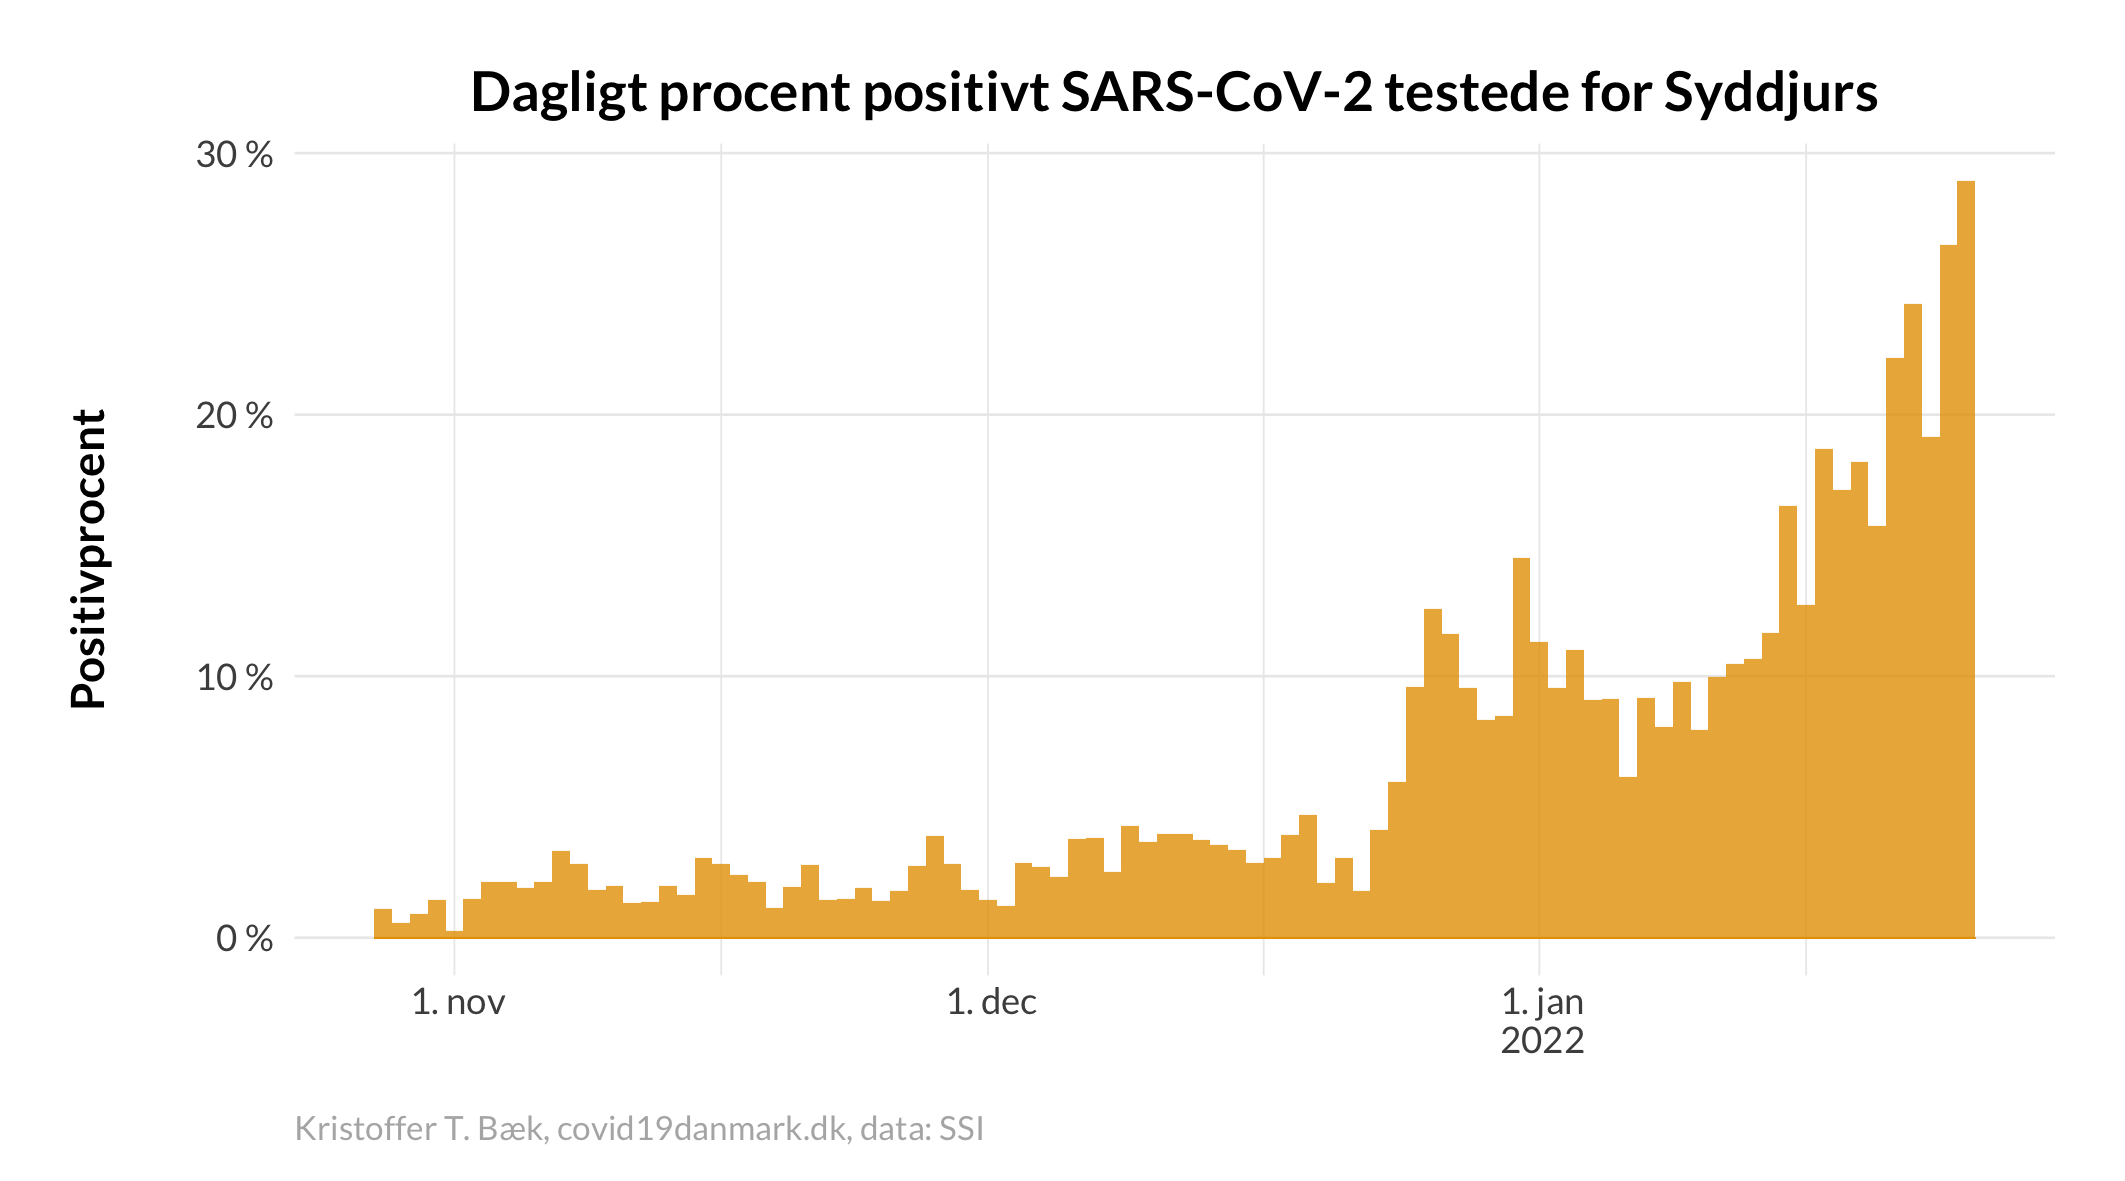 Dagligt procent positivt SARS-CoV-2 testede for Syddjurs
30 %
20 %
10 %
0 %
Positivprocent
1. nov
1. dec
1. jan
2022
Kristoffer T. Bæk, covid19danmark.dk, data: SSI